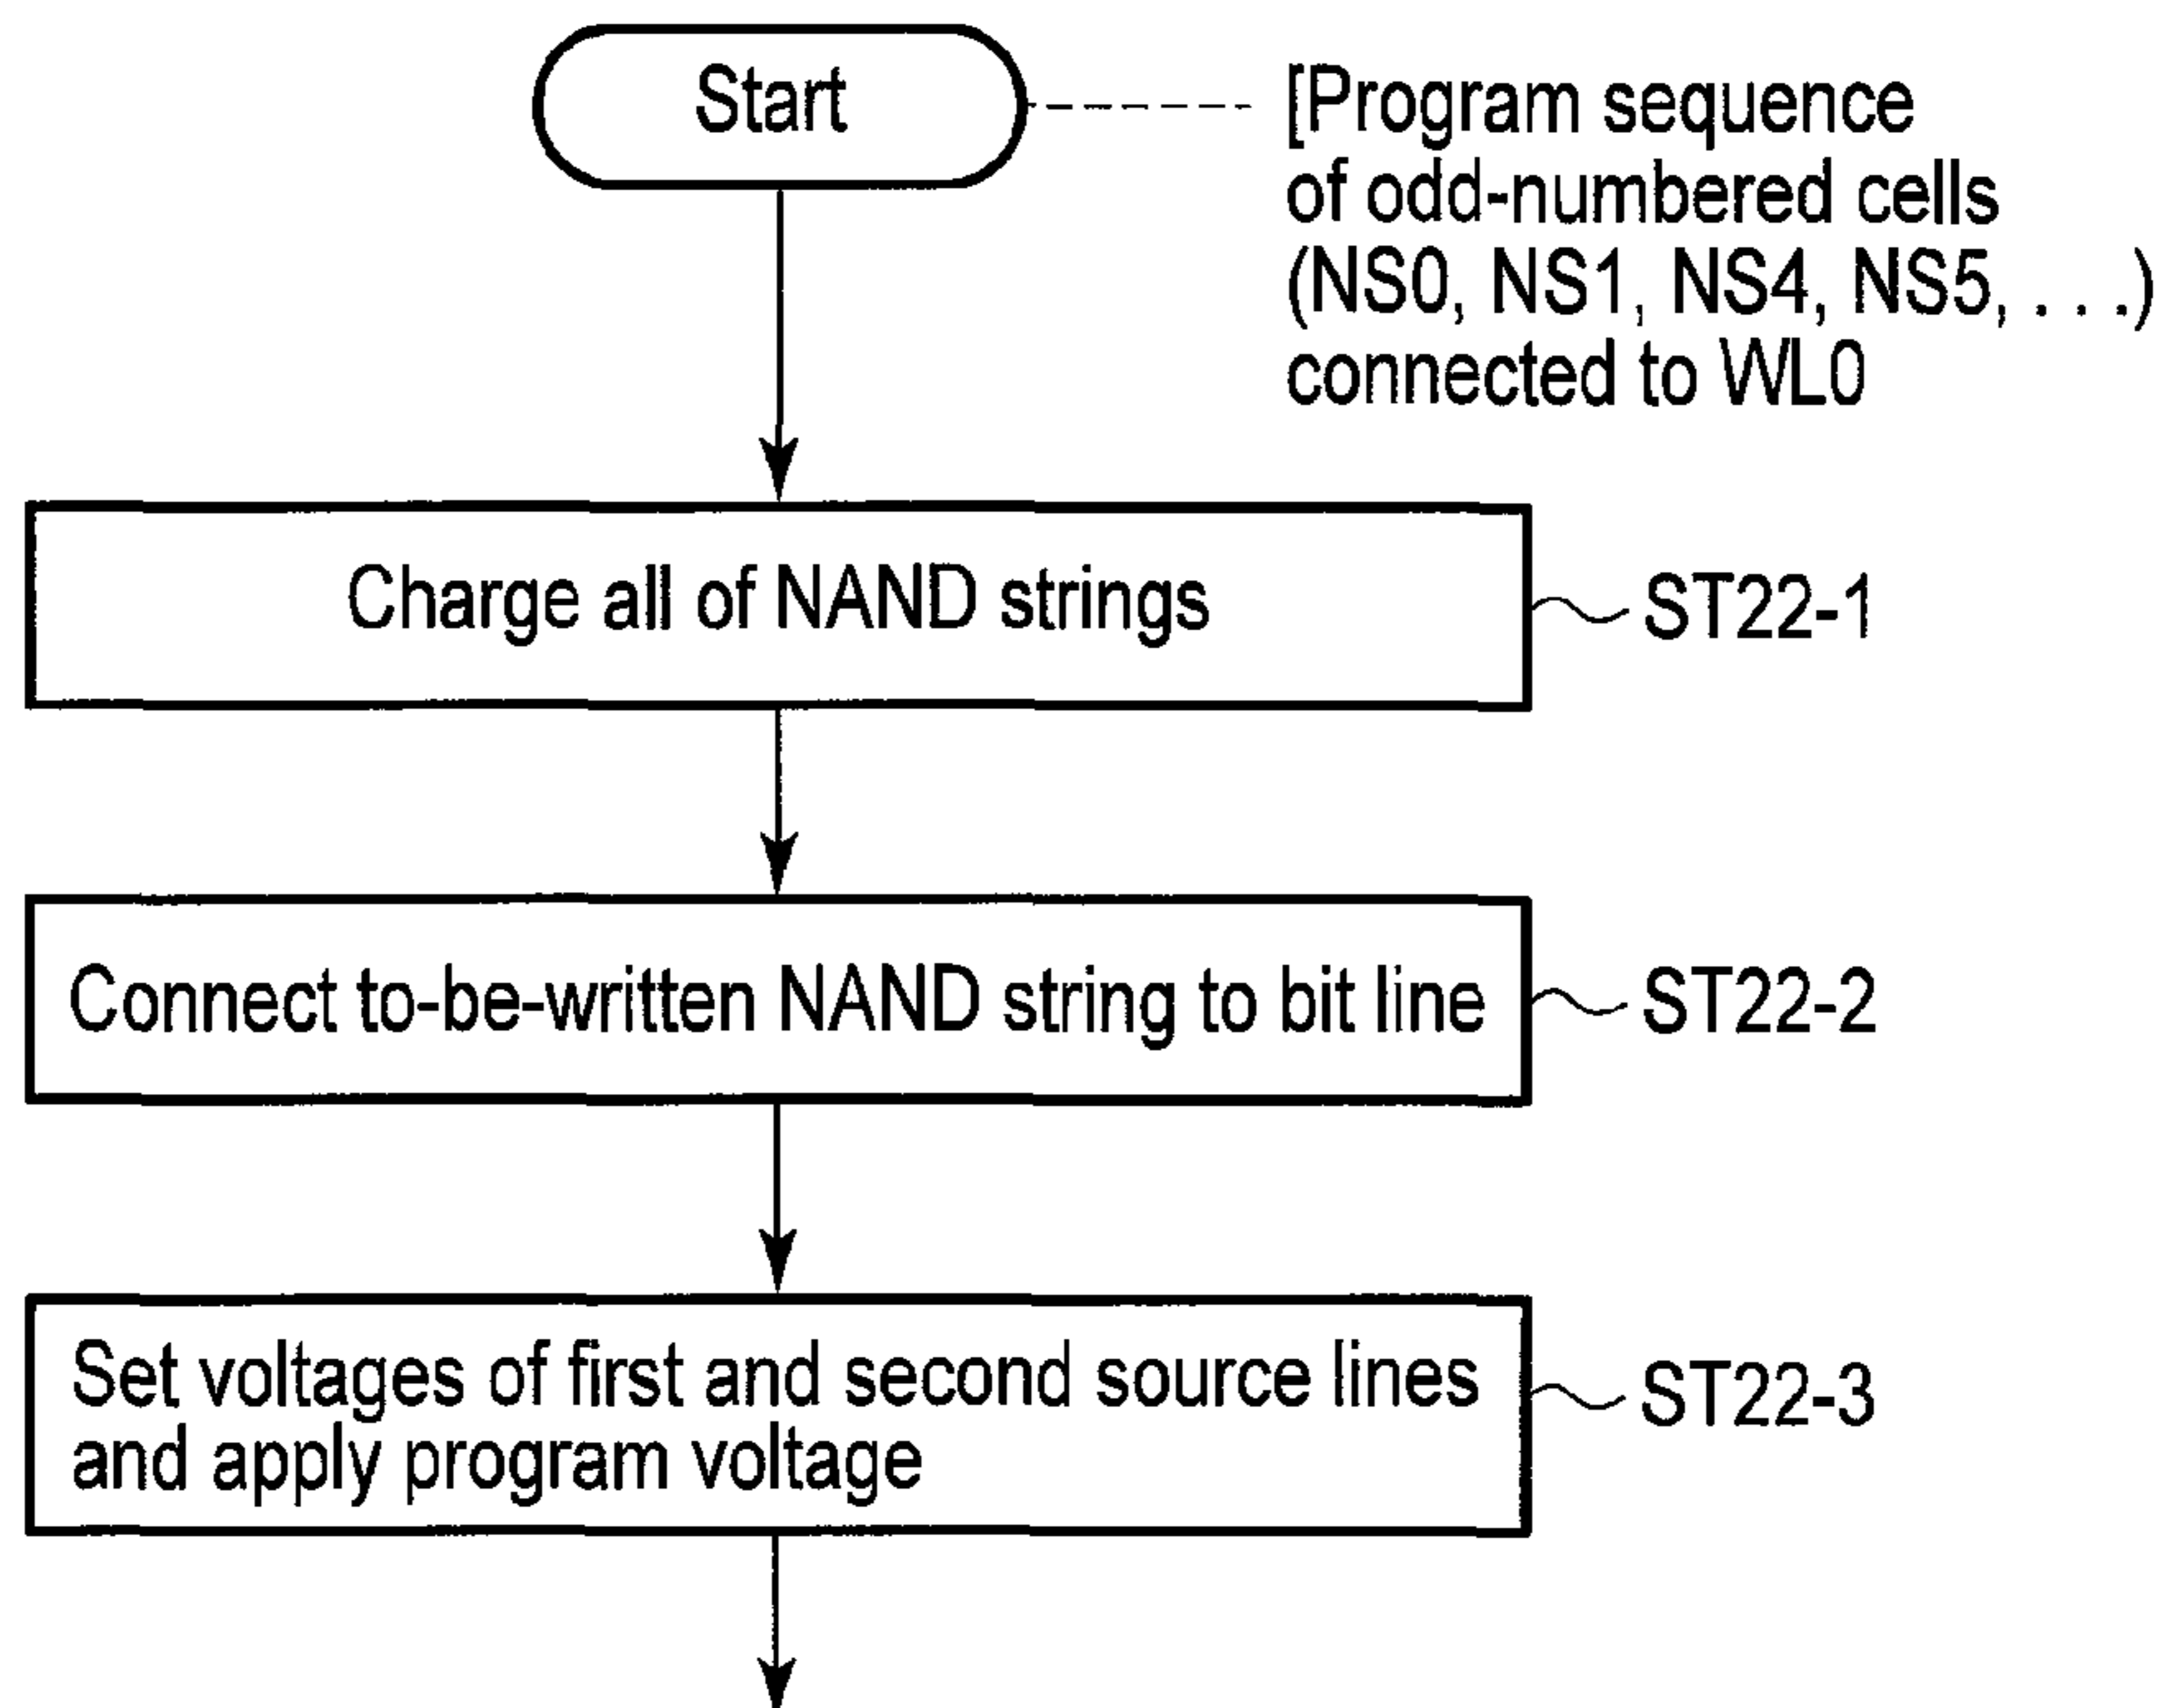 Start
[Program sequence
of odd-numbered cells
(NS0, NS1, NS4, NS5, . . .)
connected to WL0
Charge all of NAND strings
ST22-1
Connect to-be-written NAND string to bit line
ST22-2
Set voltages of first and second source lines
and apply program voltage
ST22-3